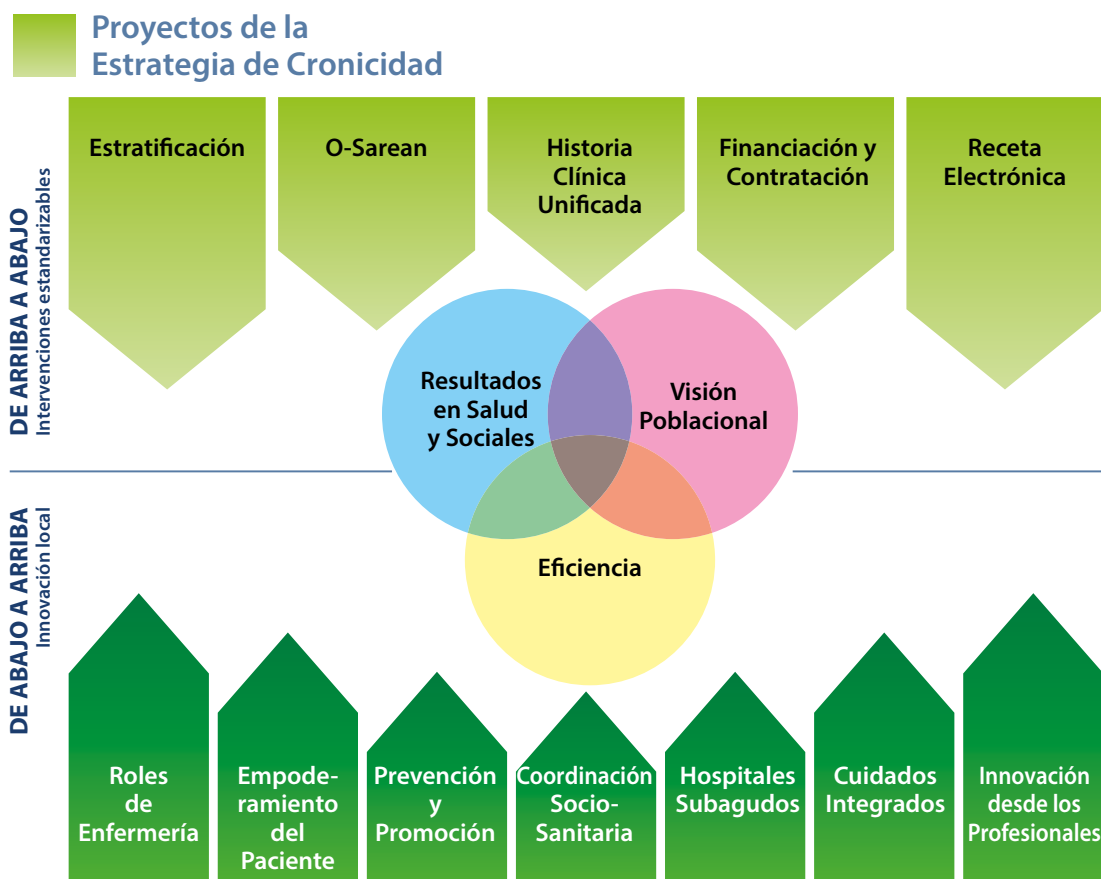 Proyectos de la
Estrategia de Cronicidad
DE ARRIBA A ABAJO
Intervenciones estandarizables
Estratificación
O-Sarean
Historia
Clínica
Unificada
Financiación y
Contratación
Receta
Electrónica
Resultados
en Salud
y Sociales
Visión
Poblacional
Eficiencia
DE ABAJO A ARRIBA
Innovación local
Roles
de
Enfermería
Empode-
ramiento
del
Paciente
Prevención
y
Promoción
Coordinación
Socio-
Sanitaria
Hospitales
Subagudos
Cuidados
Integrados
Innovación
desde los
Profesionales